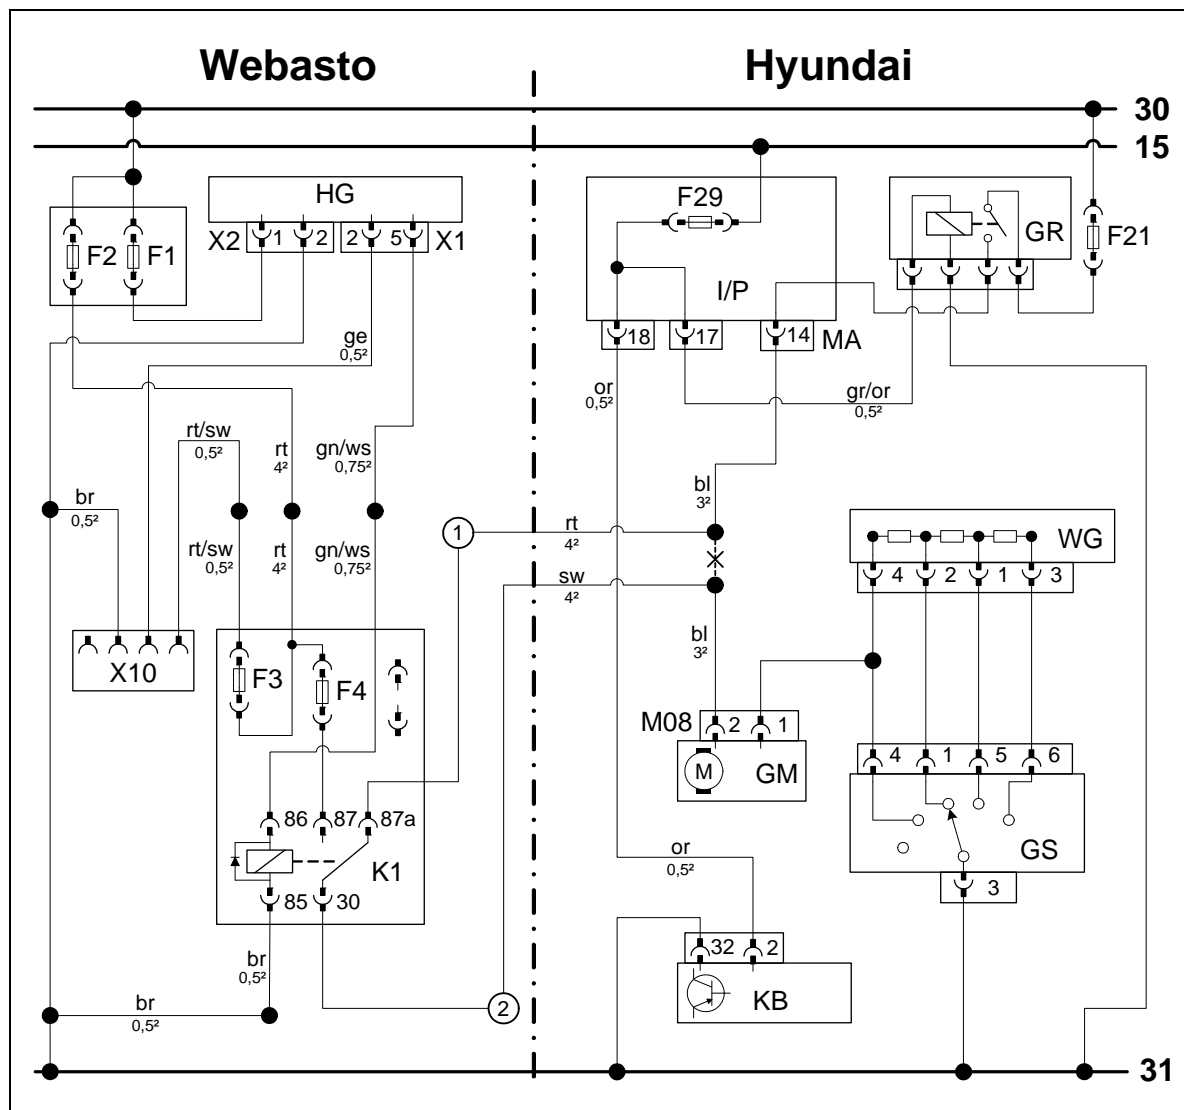 Webasto Hyundai
30
15
HG
X2 1 2 2 5 X1
F2 F1
F29
I/P
18 17 14 MA
GR
F21
ge
0,5²
or
0,5²
gr/or
0,5²
rt/sw
0,5²
rt
4²
gn/ws
0,75²
br
0,5²
bl
3²
1
rt
4²
rt/sw
0,5²
rt
4²
gn/ws
0,75²
sw
4²
WG
4 2 1 3
X10
F3 F4
bl
3²
M08 2 1
M GM
4 1 5 6
GS
3
86 87 87a
K1
85 30
or
0,5²
br
0,5²
32 2
KB
br
0,5²
2
31